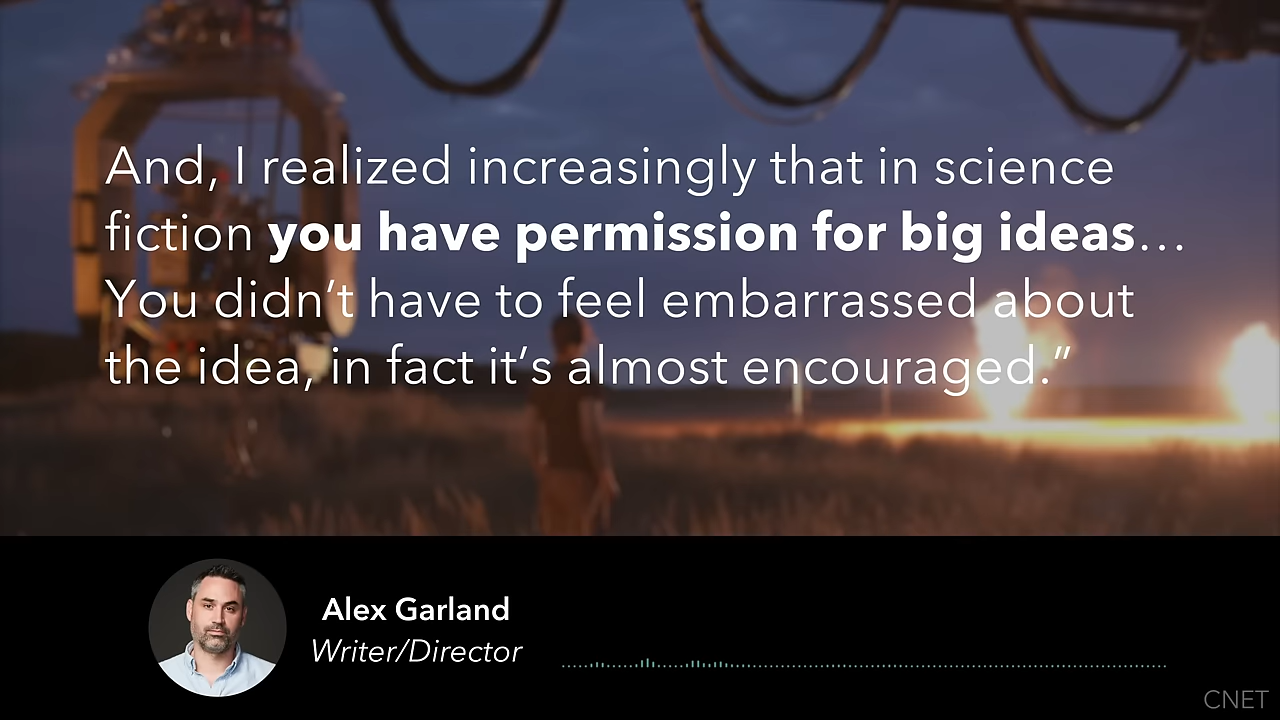 And, I realized increasingly that in science
fiction you have permission for big ideas…
You didn’t have to feel embarrassed about
the idea, in fact it’s almost encouraged.”
Alex Garland
Writer/Director
CNET